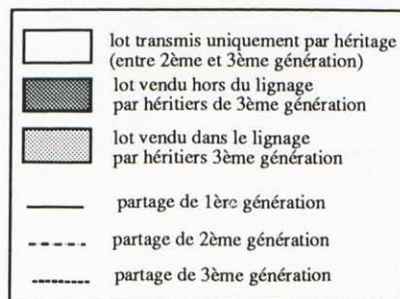 lot transmis uniquement par héritage
(entre 2ème et 3ème génération)
lot vendu hors du lignage
par héritiers de 3ème génération
lot vendu dans le lignage
par héritiers 3ème génération
partage de 1ère génération
partage de 2ème génération
partage de 3ème génération